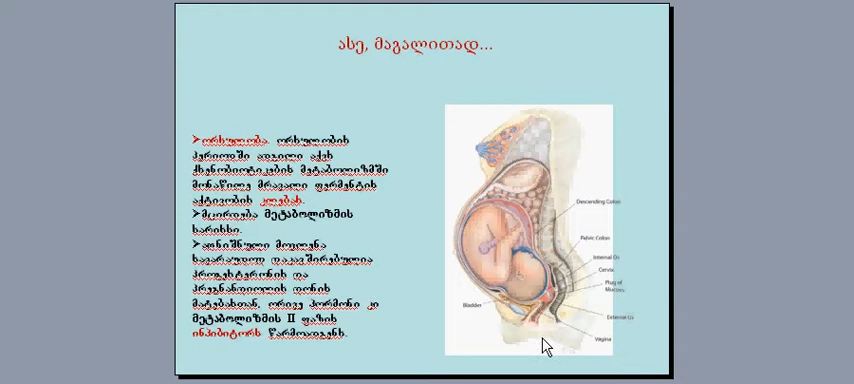 ასე, მაგალითად...
➢ორსულობა. ორსულობის
პერიოდში ადგილი აქვს
ქსენობიოტიკების მეტაბოლიზმში
მონაწილე მრავალი ფერმენტის
აქტივობის კლებას.
➢მცირდება მეტაბოლიზმის
ხარისხი.
➢აღნიშნული მოვლენა
სავარაუდოდ დაკავშირებულია
პროგესტერონის და
პრეგნანდიოლის დონის
მატებასთან. ორივე ჰორმონი კი
მეტაბოლიზმის II ფაზის
ინჰიბიტორს წარმოადგენს.
Descending Colon
Pelvic Colon
Internal Os
Cervix
Plug of
Mucus
Bladder
External Os
Vagina